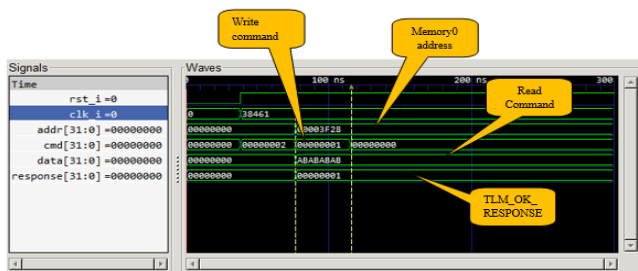 Write
command
Memory0
address
Read
Command
TLM_OK_
RESPONSE
Signals
Waves
Time
100 ns
200 ns
300
rst_i=0
clk_i=0
38461
addr[31:0]=00000000
00000000
00003F28
cmd[31:0]=00000000
00000000
00000002
00000001
00000000
data[31:0]=00000000
00000000
ABABABAB
response[31:0]=00000000
00000000
00000001